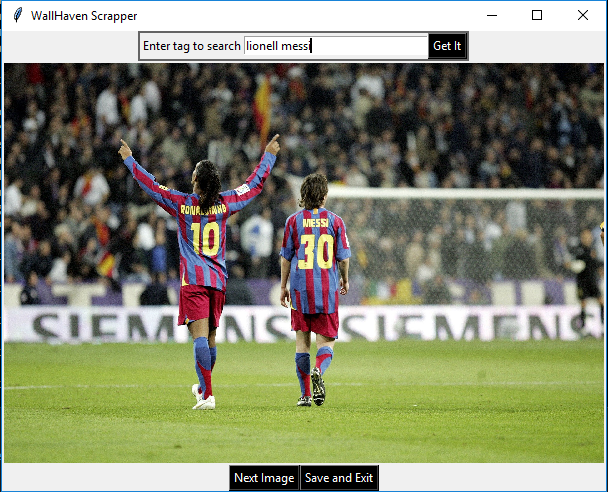 WallHaven Scrapper
Enter tag to search lionell messi Get It
RONALDINHO
10
MESSI
30
SIEMENS
SIEMENS
Next Image Save and Exit